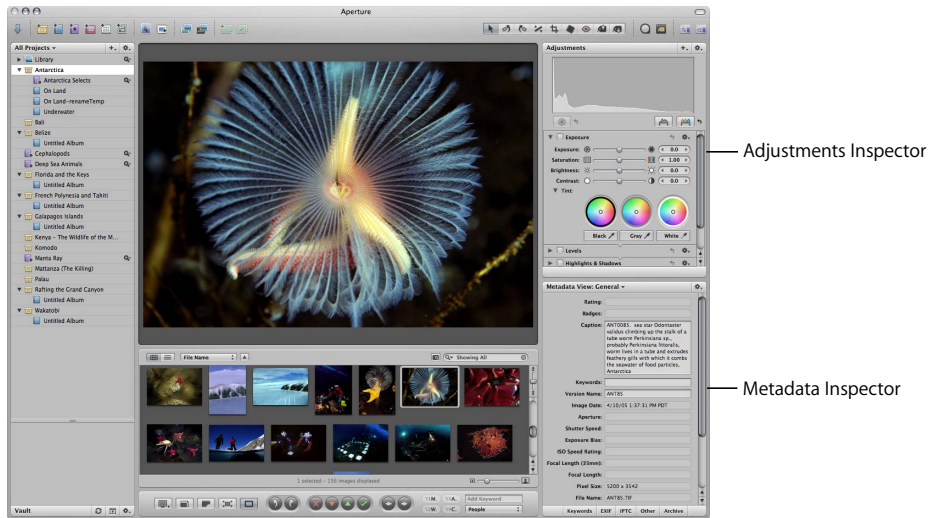 Aperture
All Projects
Library
Antarctica
Antarctica Selects
On Land
On Land-renameTemp
Underwater
Bali
Belize
Untitled Album
Cephalopods
Deep Sea Animals
Florida and the Keys
Untitled Album
French Polynesia and Tahiti
Untitled Album
Galapagos Islands
Untitled Album
Kenya - The Wildlife of the M...
Komodo
Manta Ray
Mattanza (The Killing)
Palau
Rafting the Grand Canyon
Untitled Album
Wakatobi
Untitled Album
Vault
File Name
Showing All
1 selected - 156 images displayed
Add Keyword
People
Adjustments
Exposure
Exposure: 0.0
Saturation: 1.00
Brightness: 0.0
Contrast: 0.0
Tint:
Black Gray White
Levels
Highlights & Shadows
Adjustments Inspector
Metadata View: General
Rating:
Badges:
Caption: ANT0085. sea star Odontaster
validus climbing up the stalk of a
tube worm Perkinsiana sp.,
probably Perkinsiana littoralis,
worm lives in a tube and extrudes
feathery gills with which it combs
the seawater of food particles,
Antarctica
Keywords:
Version Name: ANT85
Image Date: 4/10/05 1:37:31 PM PDT
Aperture:
Shutter Speed:
Exposure Bias:
ISO Speed Rating:
Focal Length (35mm):
Focal Length:
Pixel Size: 5200 x 3542
File Name: ANT85.TIF
Keywords EXIF IPTC Other Archive
Metadata Inspector